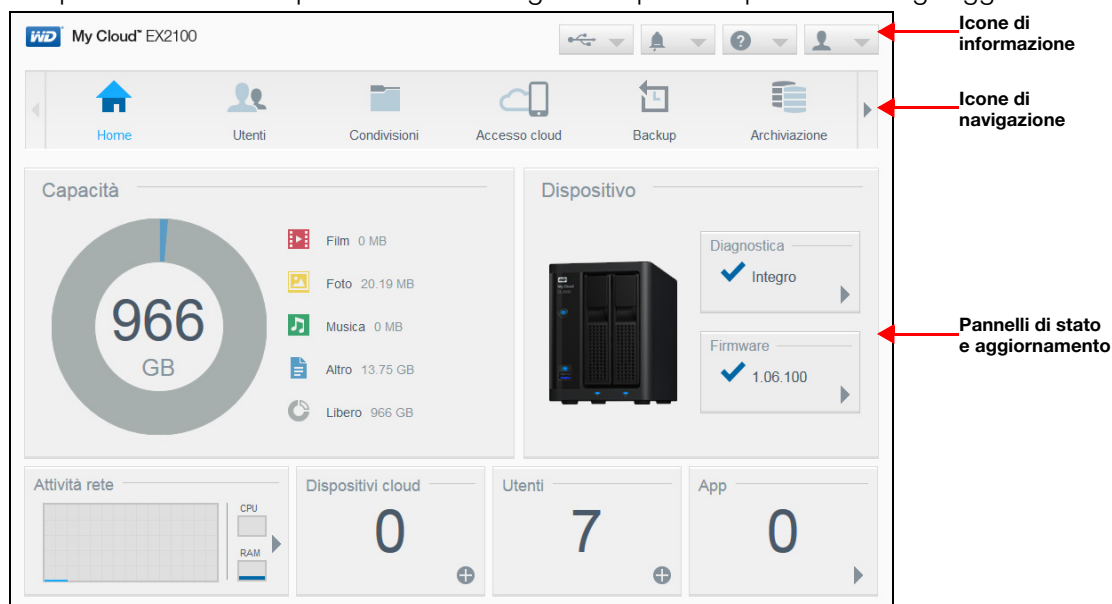 WD My Cloud™ EX2100
Icone di
informazione
Home
Utenti
Condivisioni
Accesso cloud
Backup
Archiviazione
Icone di
navigazione
Capacità
966
GB
Film 0 MB
Foto 20.19 MB
Musica 0 MB
Altro 13.75 GB
Libero 966 GB
Dispositivo
WD
My Cloud
Diagnostica
Integro
Firmware
1.06.100
Pannelli di stato
e aggiornamento
Attività rete
CPU
RAM
Dispositivi cloud
0
Utenti
7
App
0